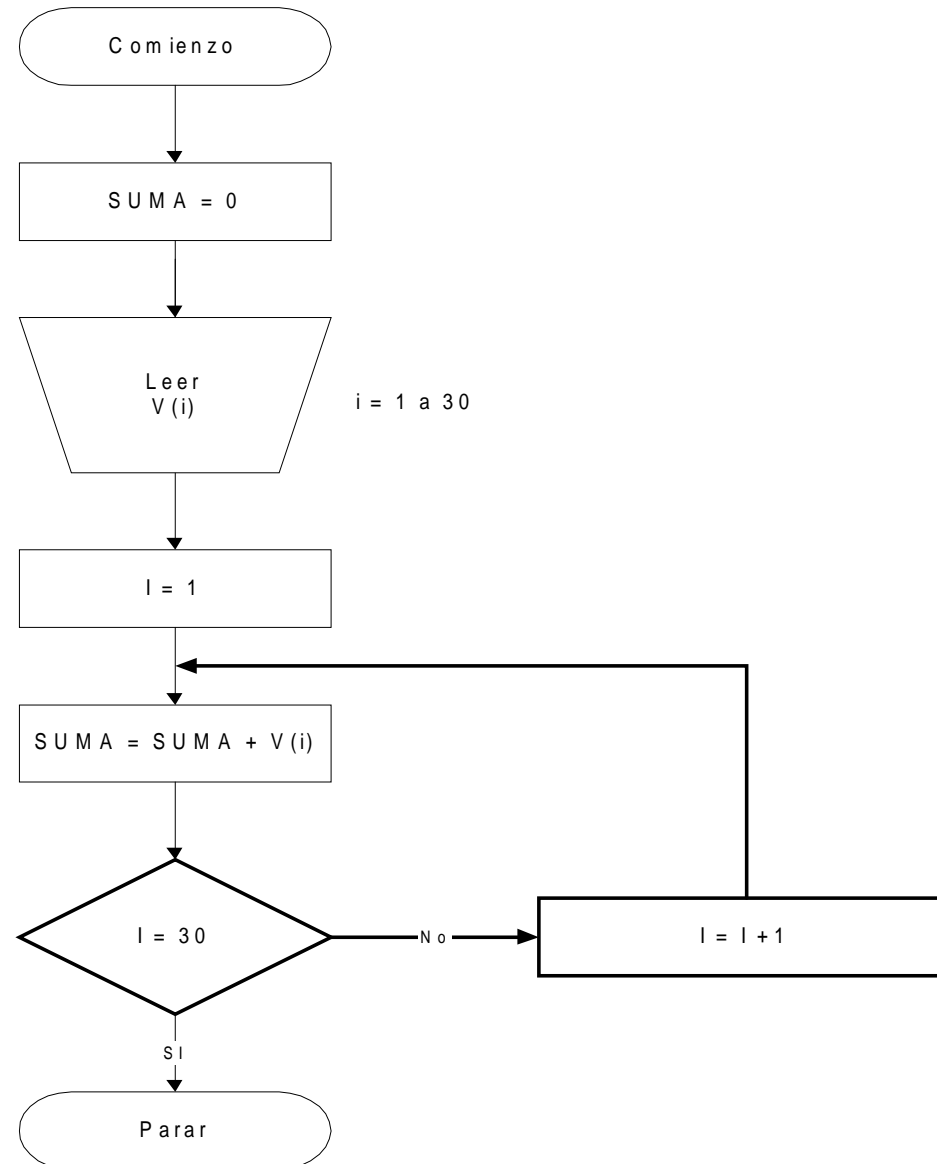 Comienzo
SUMA = 0
Leer
V(i)
i = 1 a 30
I = 1
SUMA = SUMA + V(i)
I = 30
No
I = I + 1
SI
Parar